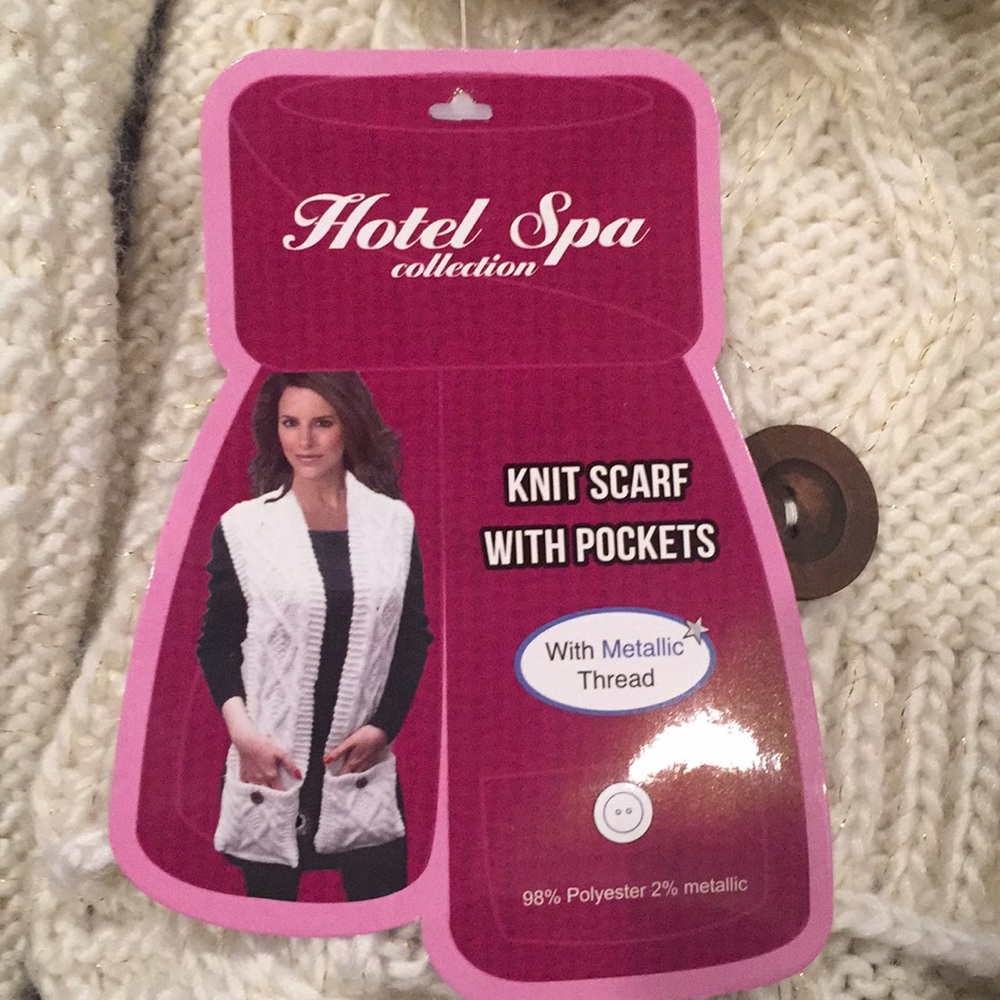 Hotel Spa
collection
KNIT SCARF
WITH POCKETS
With Metallic
Thread
98% Polyester 2% metallic